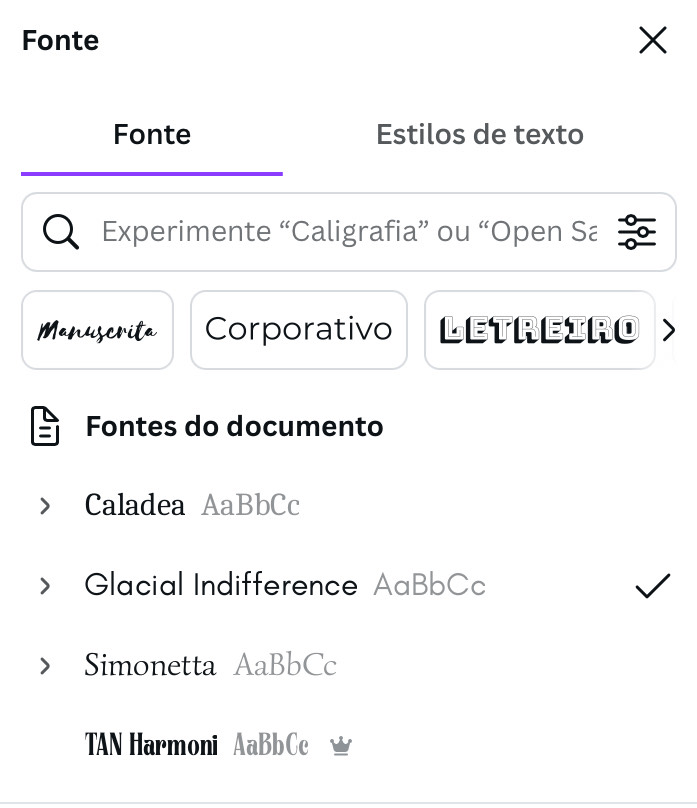 Fonte
Fonte
Estilos de texto
Experimente “Caligrafia” ou “Open Sa
Manuscrita
Corporativo
LETREIRO
Fontes do documento
Caladea AaBbCc
Glacial Indifference AaBbCc
Simonetta AaBbCc
TAN Harmoni AaBbCc